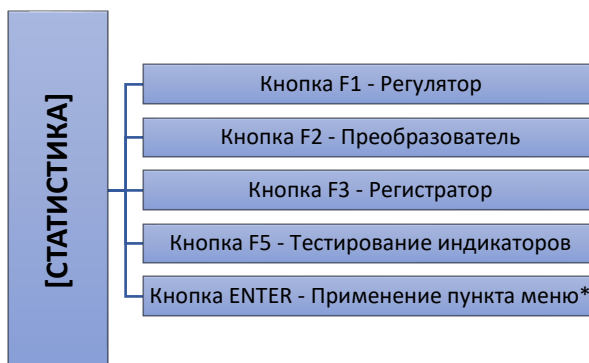 [СТАТИСТИКА]
Кнопка F1 - Регулятор
Кнопка F2 - Преобразователь
Кнопка F3 - Регистратор
Кнопка F5 - Тестирование индикаторов
Кнопка ENTER - Применение пункта меню*